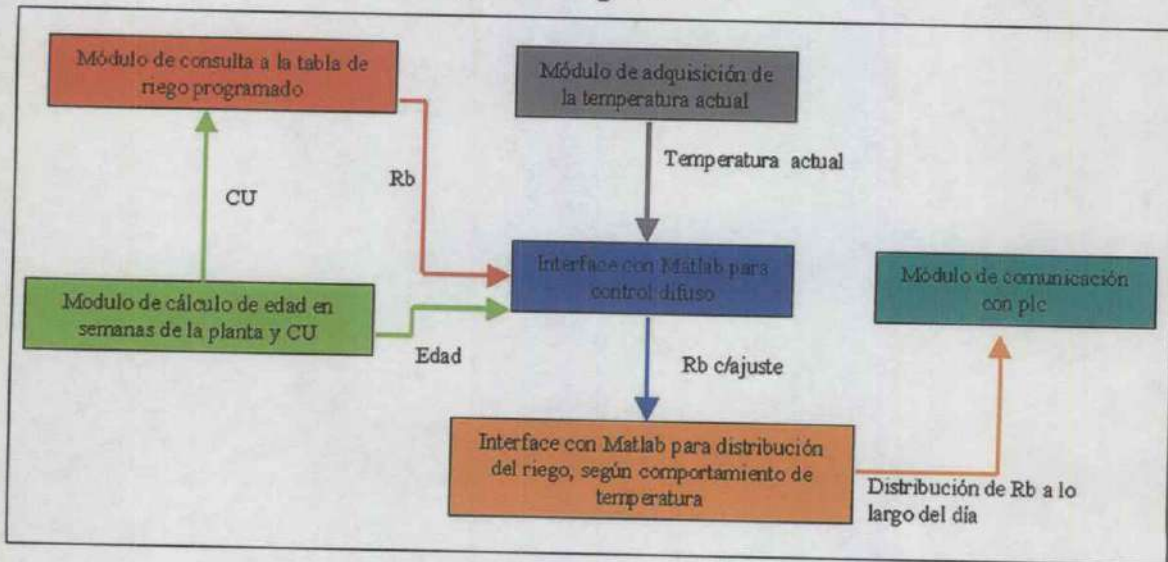 Módulo de consulta a la tabla de
riego programado
Módulo de adquisición de
la temperatura actual
Temperatura actual
Rb
CU
Interface con Matlab para
control difuso
Módulo de comunicación
con plc
Modulo de cálculo de edad en
semanas de la planta y CU
Edad
Rb c/ajuste
Interface con Matlab para distribución
del riego, según comportamiento de
temperatura
Distribución de Rb a lo
largo del día